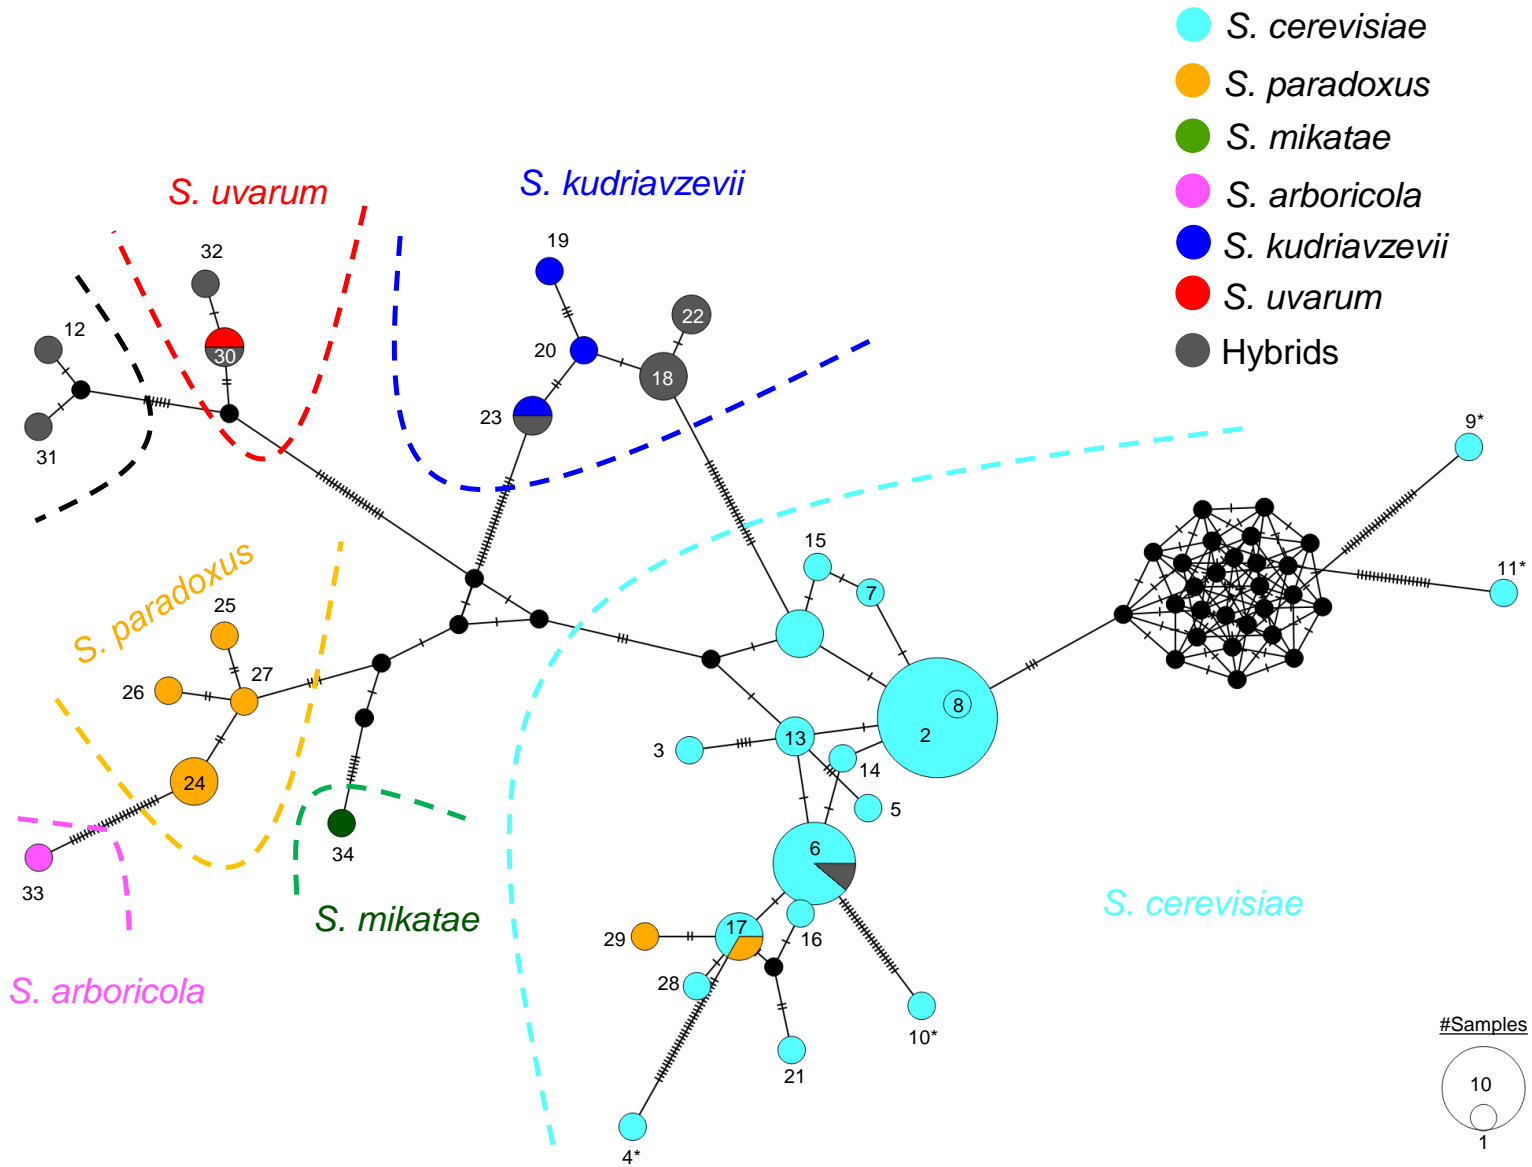 S. cerevisiae
S. paradoxus
S. mikatae
S. arboricola
S. kudriavzevii
S. uvarum
Hybrids
S. uvarum
S. kudriavzevii
32
19
12
30
22
20
18
23
31
9*
15
7
11*
S. paradoxus
25
27
26
8
2
13
3
14
24
5
34
6
33
S. mikatae
S. cerevisiae
17
29
16
28
S. arboricola
10*
21
4*
#Samples
10
1